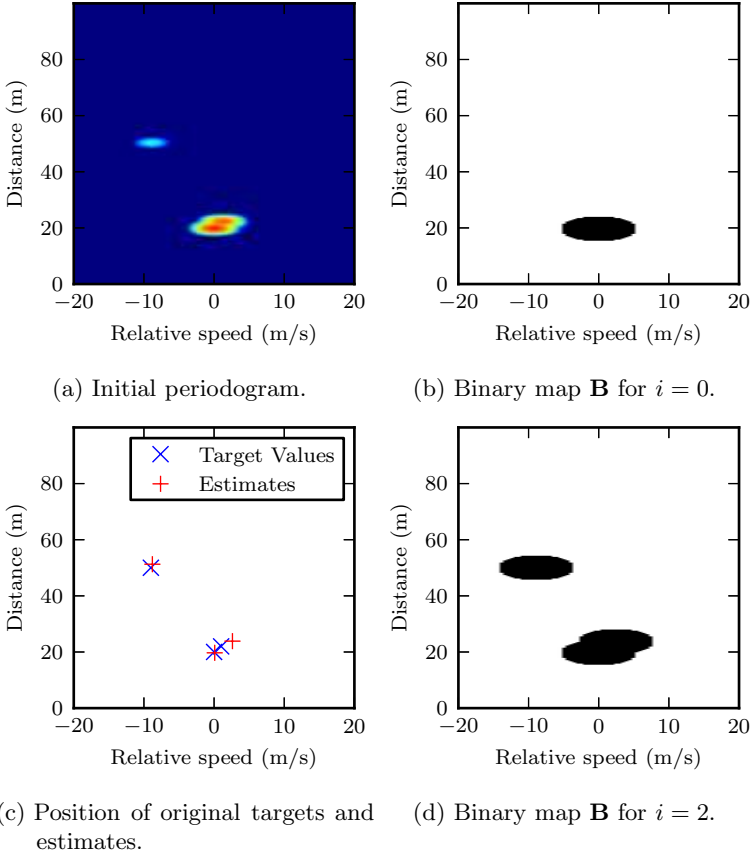 Distance (m)
80
60
40
20
0
−20 −10 0 10 20
Relative speed (m/s)
(a) Initial periodogram.
Distance (m)
80
60
40
20
0
−20 −10 0 10 20
Relative speed (m/s)
(b) Binary map B for i = 0.
Distance (m)
80
60
40
20
0
−20 −10 0 10 20
Relative speed (m/s)
Target Values
Estimates
(c) Position of original targets and
estimates.
Distance (m)
80
60
40
20
0
−20 −10 0 10 20
Relative speed (m/s)
(d) Binary map B for i = 2.